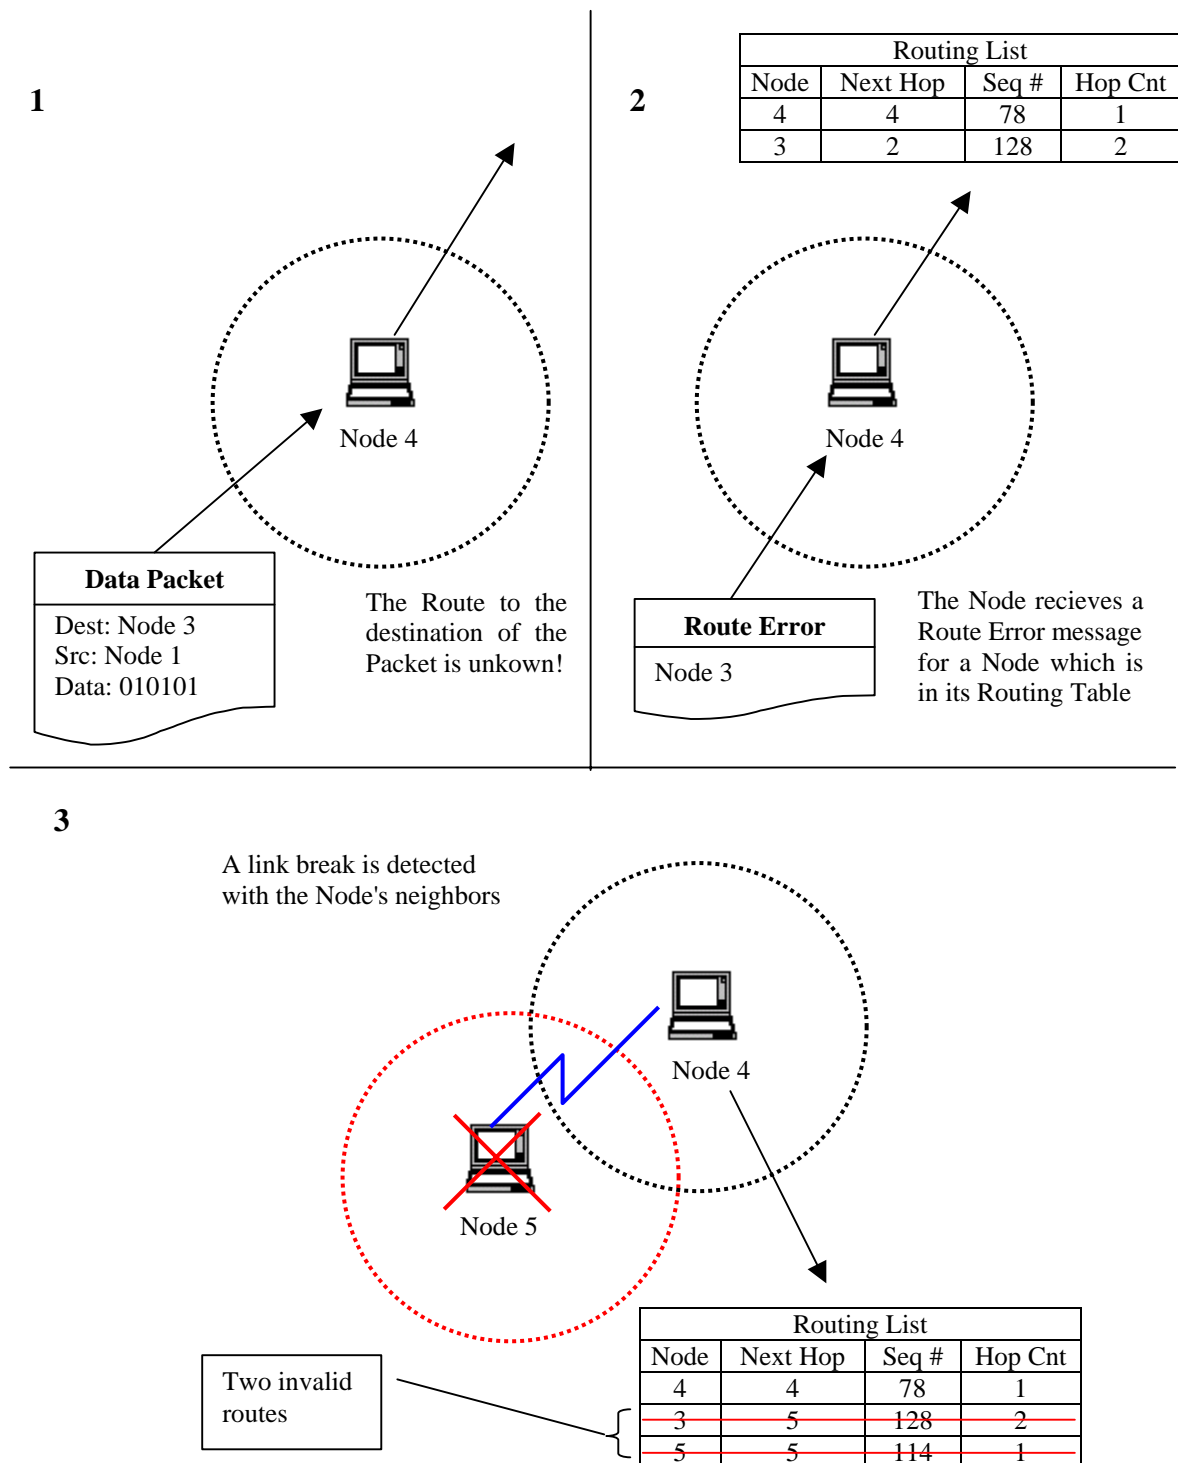 1
Node 4
Data Packet
Dest: Node 3
Src: Node 1
Data: 010101
The Route to the
destination of the
Packet is unkown!
2
Routing List
Node Next Hop Seq # Hop Cnt
4 4 78 1
3 2 128 2
Node 4
Route Error
Node 3
The Node recieves a
Route Error message
for a Node which is
in its Routing Table
3
A link break is detected
with the Node's neighbors
Node 4
Node 5
Two invalid
routes
Routing List
Node Next Hop Seq # Hop Cnt
4 4 78 1
3 5 128 2
5 5 114 1